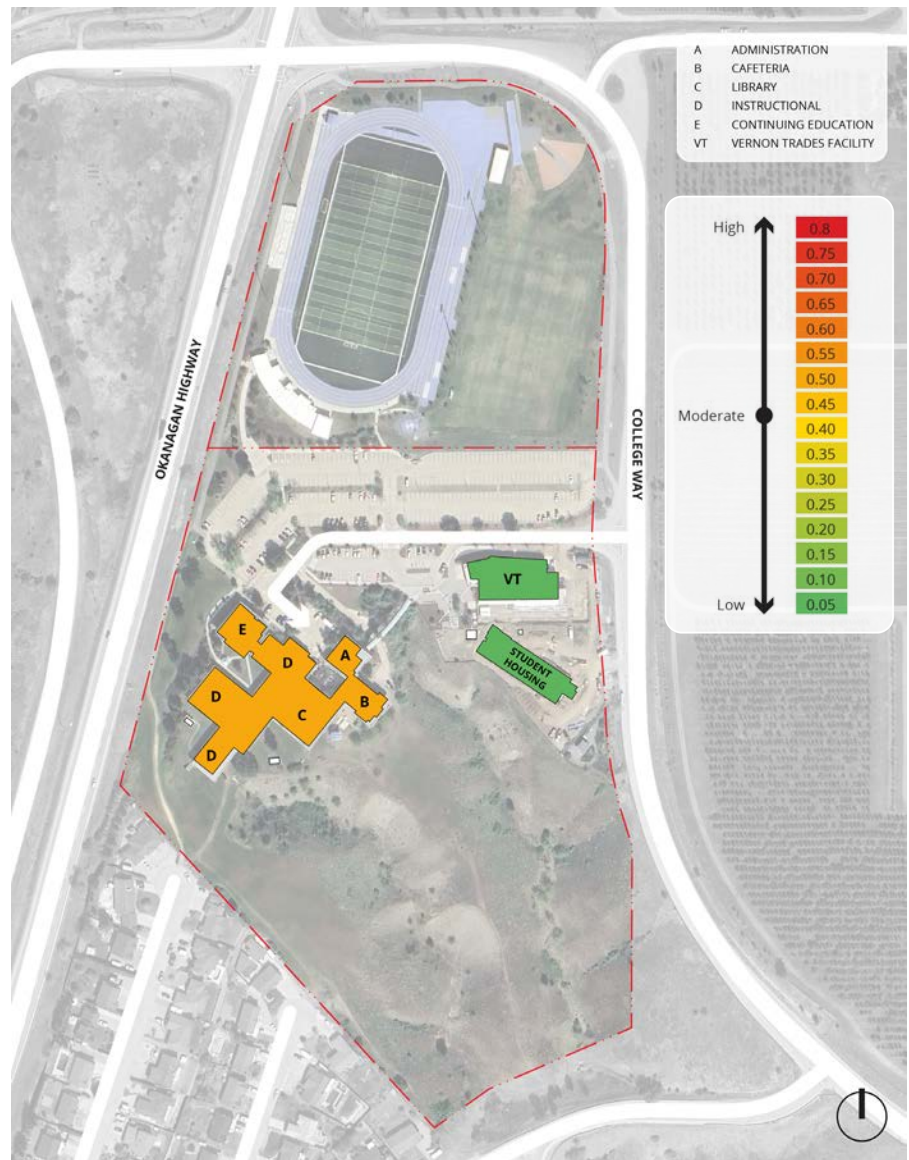 A ADMINISTRATION
B CAFETERIA
C LIBRARY
D INSTRUCTIONAL
E CONTINUING EDUCATION
VT VERNON TRADES FACILITY
High
Moderate
Low
0.8
0.75
0.70
0.65
0.60
0.55
0.50
0.45
0.40
0.35
0.30
0.25
0.20
0.15
0.10
0.05
OKANAGAN HIGHWAY
COLLEGE WAY
VT
STUDENT
HOUSING
E
D
A
D
B
C
D